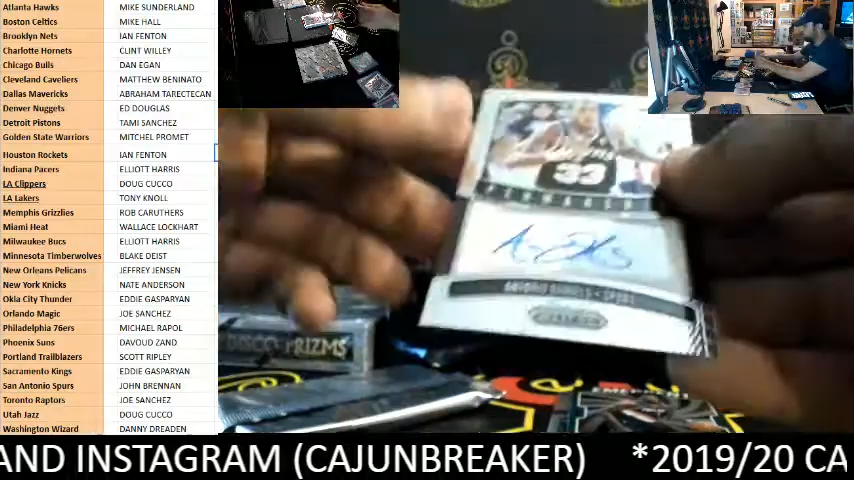 Atlanta Hawks MIKE SUNDERLAND
Boston Celtics MIKE HALL
Brooklyn Nets IAN FENTON
Charlotte Hornets CLINT WILLEY
Chicago Bulls DAN EGAN
Cleveland Cavaliers MATTHEW BENINATO
Dallas Mavericks ABRAHAM TARECTECAN
Denver Nuggets ED DOUGLAS
Detroit Pistons TAMI SANCHEZ
Golden State Warriors MITCHEL PROMET
Houston Rockets IAN FENTON
Indiana Pacers ELLIOTT HARRIS
LA Clippers DOUG CUCCO
LA Lakers TONY KNOLL
Memphis Grizzlies ROB CARUTHERS
Miami Heat WALLACE LOCKHART
Milwaukee Bucs ELLIOTT HARRIS
Minnesota Timberwolves BLAKE DEIST
New Orleans Pelicans JEFFREY JENSEN
New York Knicks NATE ANDERSON
Okla City Thunder EDDIE GASPARYAN
Orlando Magic JOE SANCHEZ
Philadelphia 76ers MICHAEL RAPOL
Phoenix Suns DAVOUD ZAND
Portland Trailblazers SCOTT RIPLEY
Sacramento Kings EDDIE GASPARYAN
San Antonio Spurs JOHN BRENNAN
Toronto Raptors JOE SANCHEZ
Utah Jazz DOUG CUCCO
Washington Wizard DANNY DREADEN
33
DISCO PRIZMS
AND INSTAGRAM (CAJUNBREAKER) *2019/20 CA